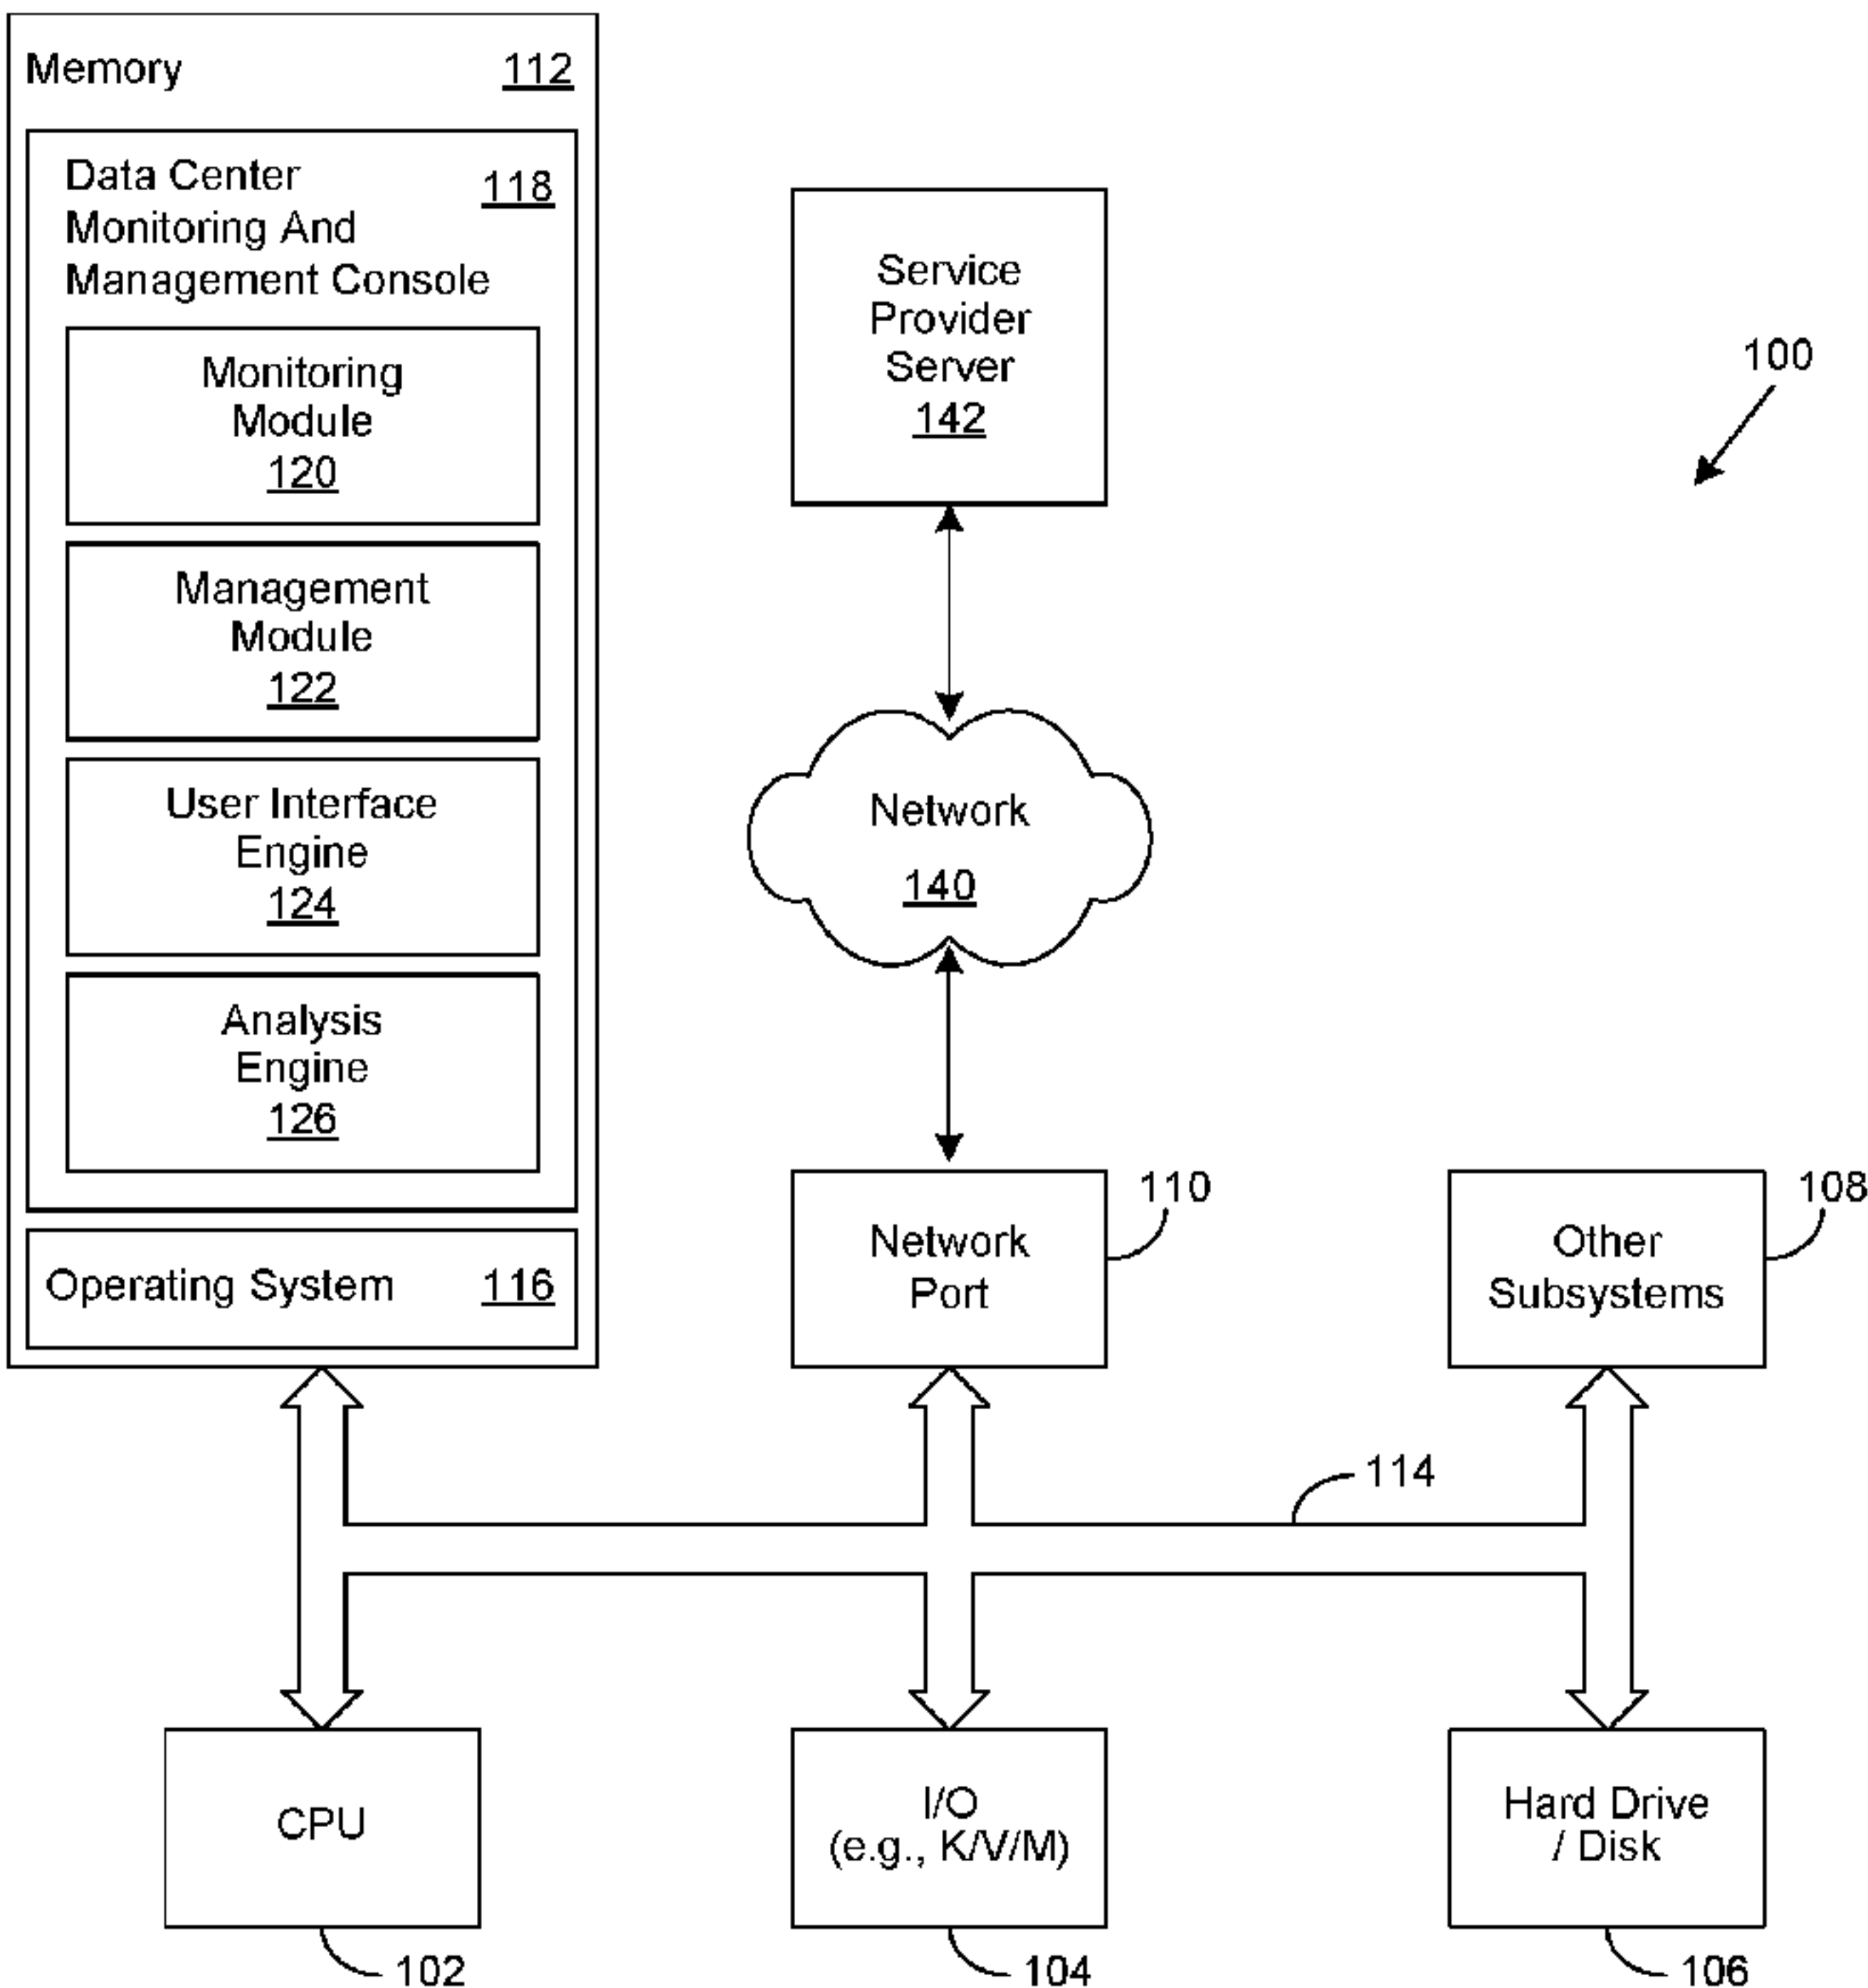 Memory 112
Data Center 118
Monitoring And
Management Console
Monitoring
Module
120
Management
Module
122
User Interface
Engine
124
Analysis
Engine
126
Operating System 116
Service
Provider
Server
142
100
Network
140
Network
Port
110
Other
Subsystems
108
114
CPU
102
I/O
(e.g., K/V/M)
104
Hard Drive
/ Disk
106